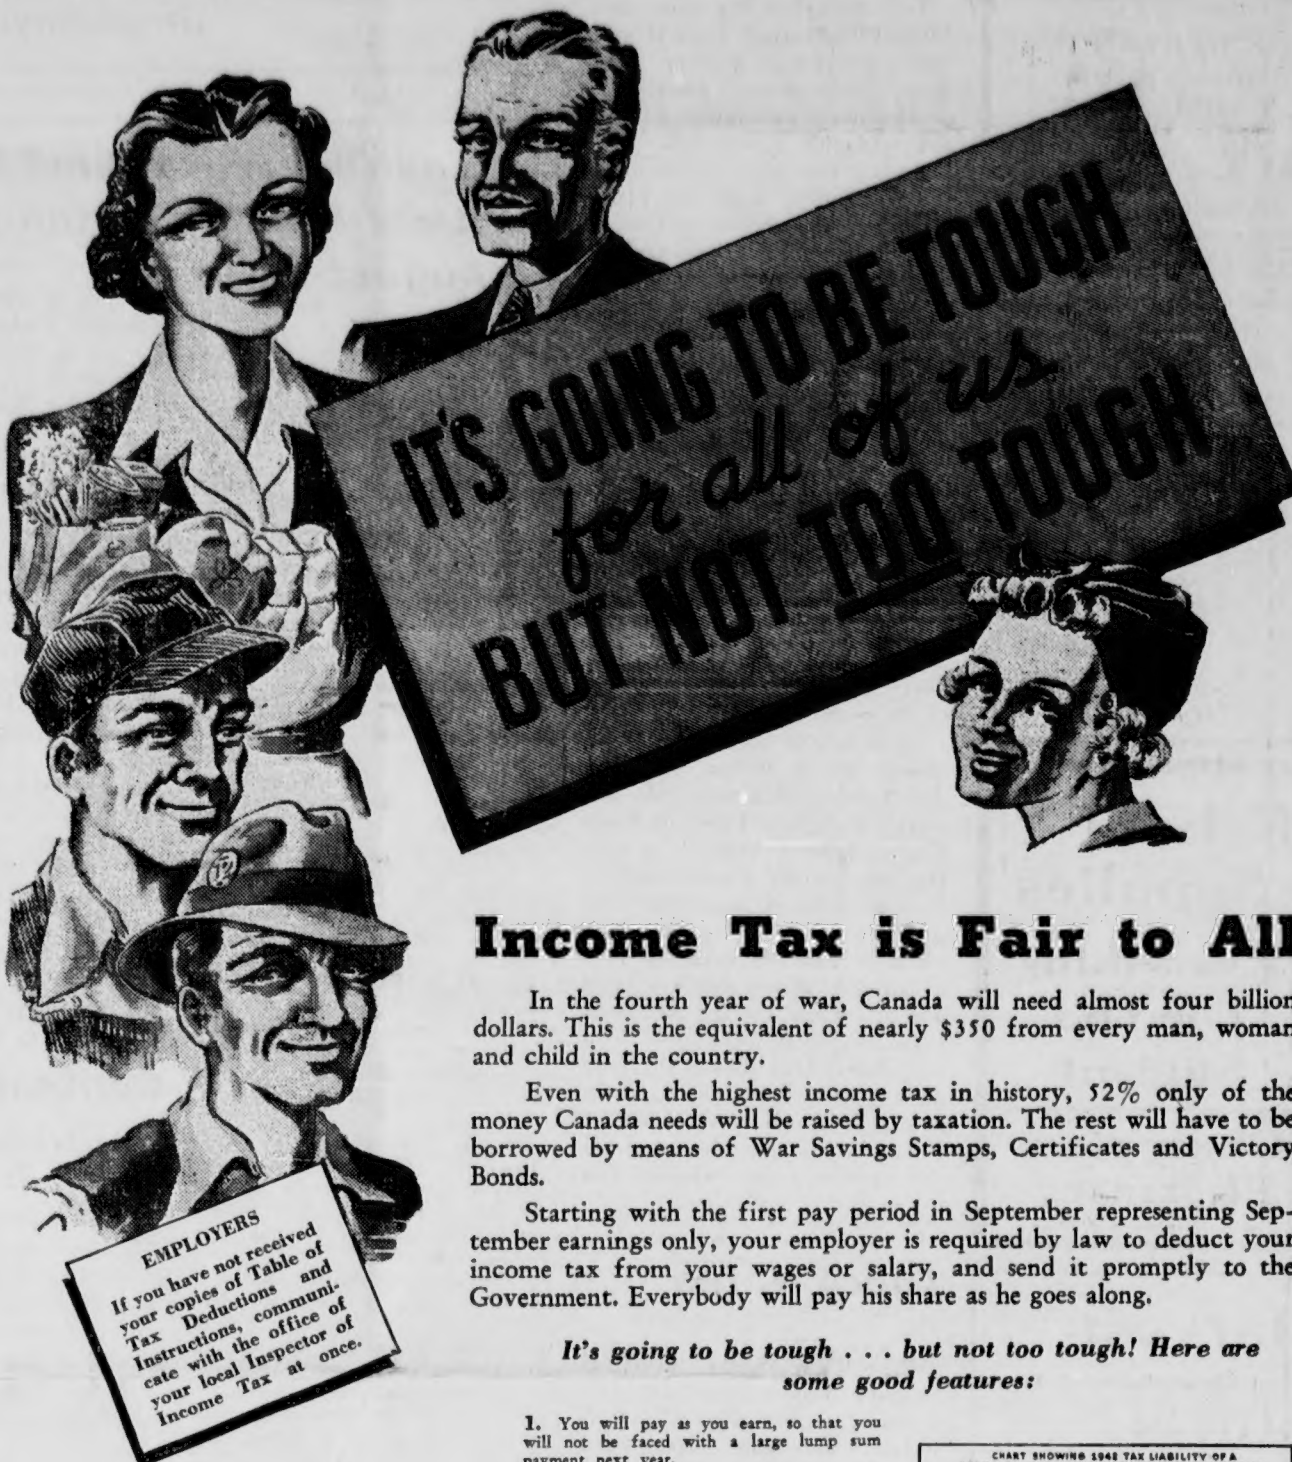 IT'S GOING TO BE TOUGH
for all of us
BUT NOT TOO TOUGH
Income Tax is Fair to All
In the fourth year of war, Canada will need almost four billion
dollars. This is the equivalent of nearly $350 from every man, woman
and child in the country.
Even with the highest income tax in history, 52% only of the
money Canada needs will be raised by taxation. The rest will have to be
borrowed by means of War Savings Stamps, Certificates and Victory
Bonds.
Starting with the first pay period in September representing Sep-
tember earnings only, your employer is required by law to deduct your
income tax from your wages or salary, and send it promptly to the
Government. Everybody will pay his share as he goes along.
It's going to be tough . . . but not too tough! Here are
some good features:
EMPLOYERS
If you have not received
your copies of Table of
Tax Deductions and
Instructions, communi-
cate with the office of
your local Inspector of
Income Tax at once.
1. You will pay as you earn, so that you
will not be faced with a large lump sum
payment next year.
CHART SHOWING 1942 TAX LIABILITY OF A